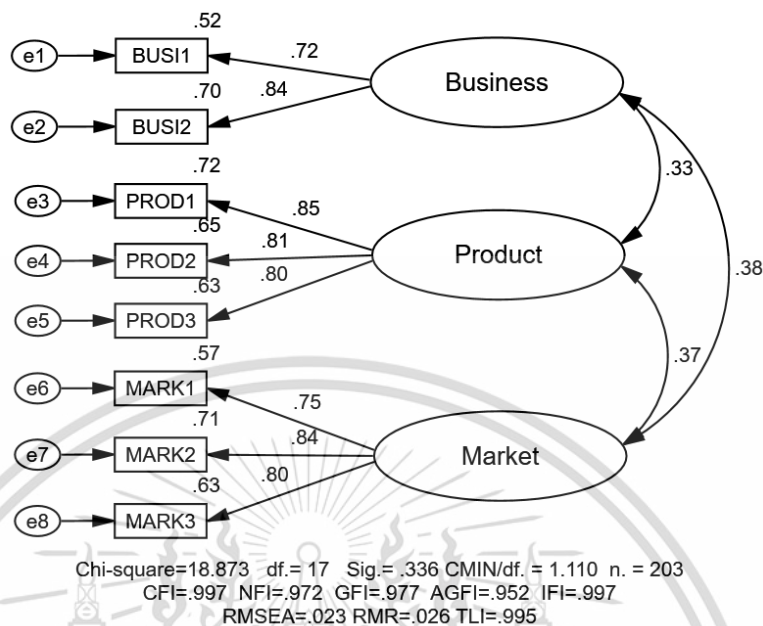 .52
e1 BUSI1 .72
Business
.70
e2 BUSI2 .84
.72
.33
e3 PROD1 .85
.65
e4 PROD2 .81
Product
.38
.63
e5 PROD3 .80
.57
.37
e6 MARK1 .75
.71
e7 MARK2 .84
Market
.63
e8 MARK3 .80
Chi-square=18.873 df.= 17 Sig.= .336 CMIN/df. = 1.110 n. = 203
CFI=.997 NFI=.972 GFI=.977 AGFI=.952 IFI=.997
RMSEA=.023 RMR=.026 TLI=.995